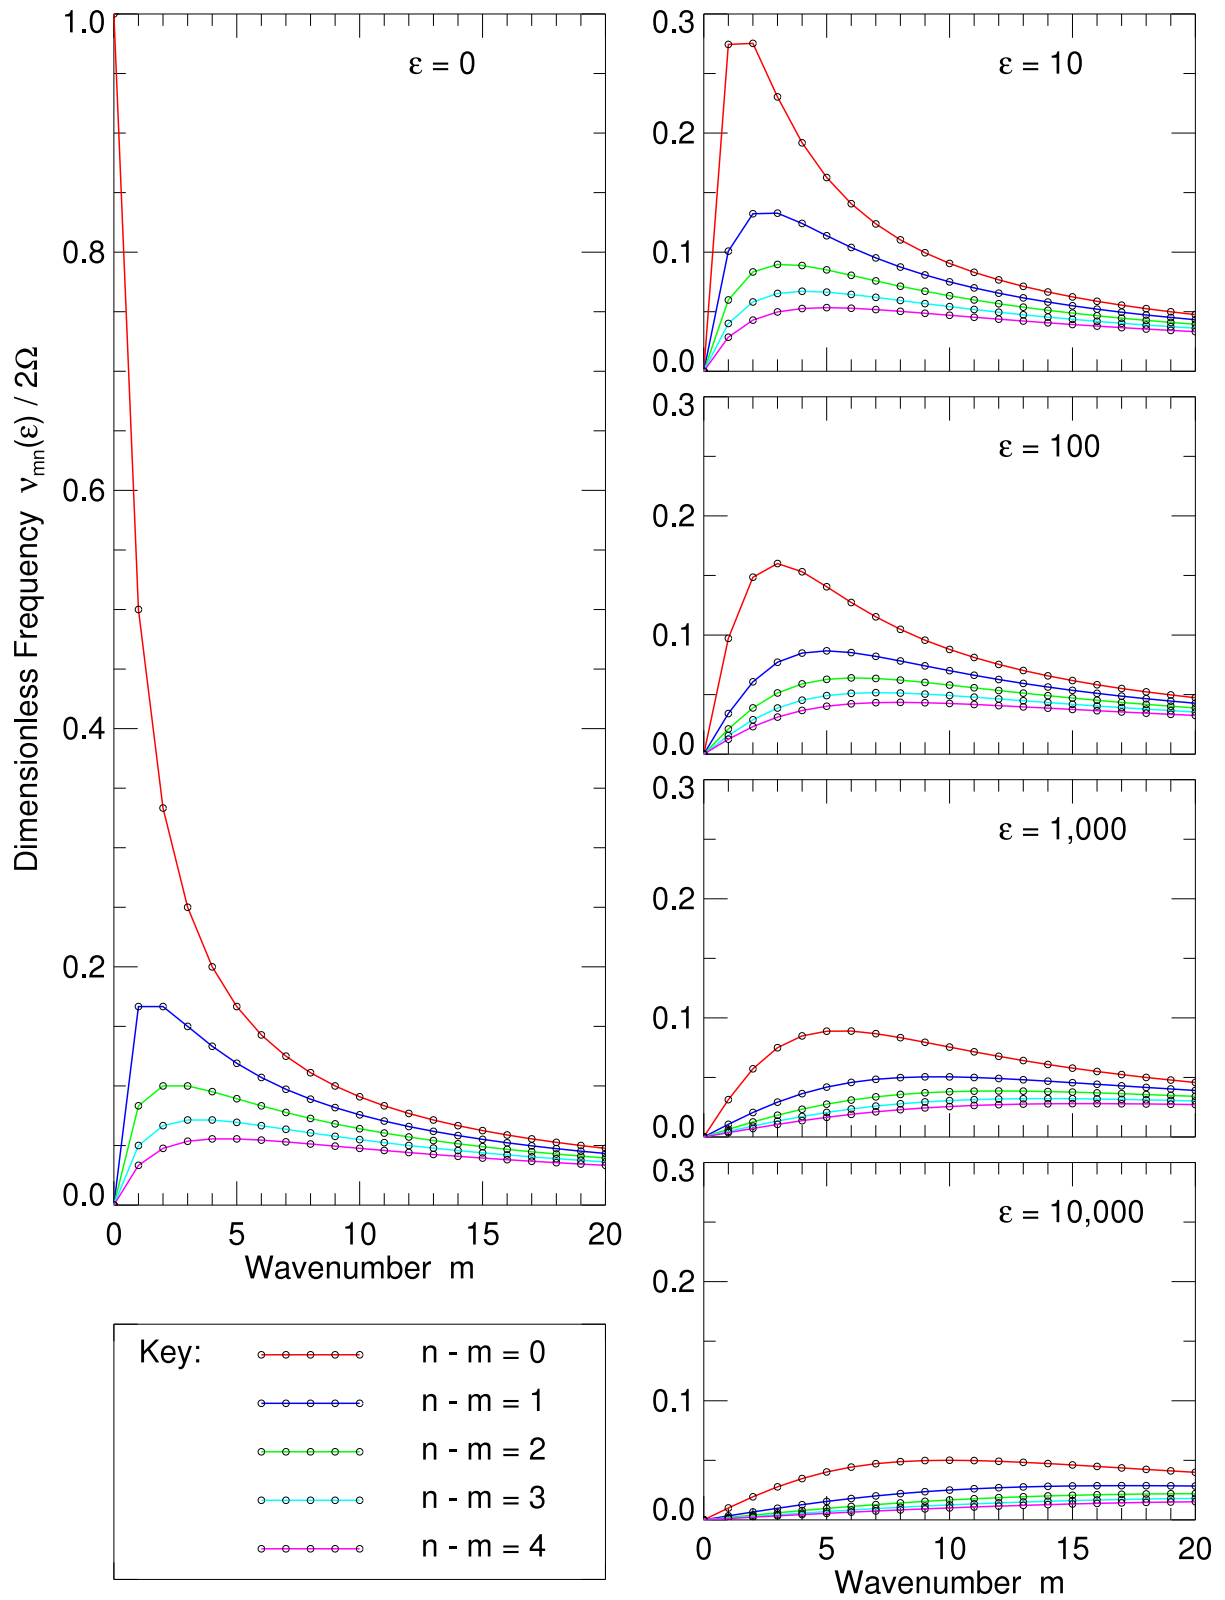 Dimensionless Frequency νmn(ε) / 2Ω
ε = 0
1.0
0.8
0.6
0.4
0.2
0.0
0 5 10 15 20
Wavenumber m
Key:
n - m = 0
n - m = 1
n - m = 2
n - m = 3
n - m = 4
ε = 10
0.3
0.2
0.1
0.0
ε = 100
0.3
0.2
0.1
0.0
ε = 1,000
0.3
0.2
0.1
0.0
ε = 10,000
0.3
0.2
0.1
0.0
0 5 10 15 20
Wavenumber m